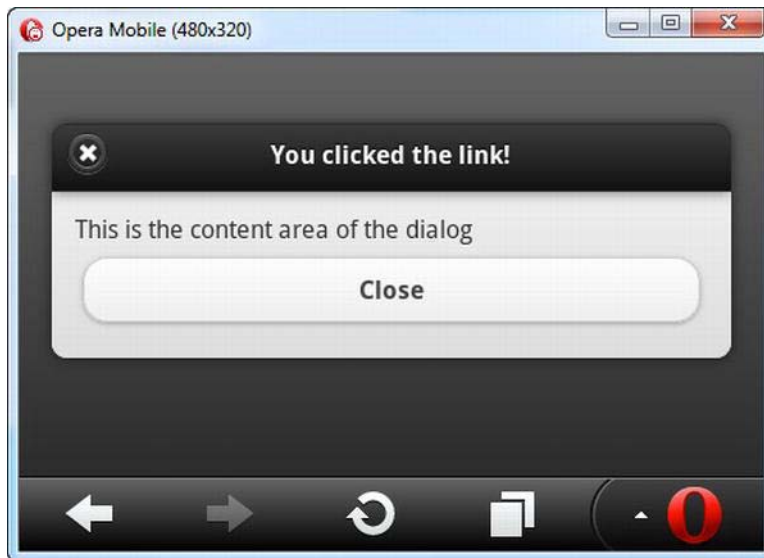 Opera Mobile (480x320)
You clicked the link!
This is the content area of the dialog
Close